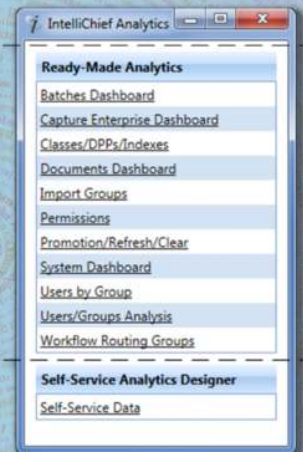 IntelliChief Analytics
Ready-Made Analytics
Batches Dashboard
Capture Enterprise Dashboard
Classes/DPPs/Indexes
Documents Dashboard
Import Groups
Permissions
Promotion/Refresh/Clear
System Dashboard
Users by Group
Users/Groups Analysis
Workflow Routing Groups
Self-Service Analytics Designer
Self-Service Data